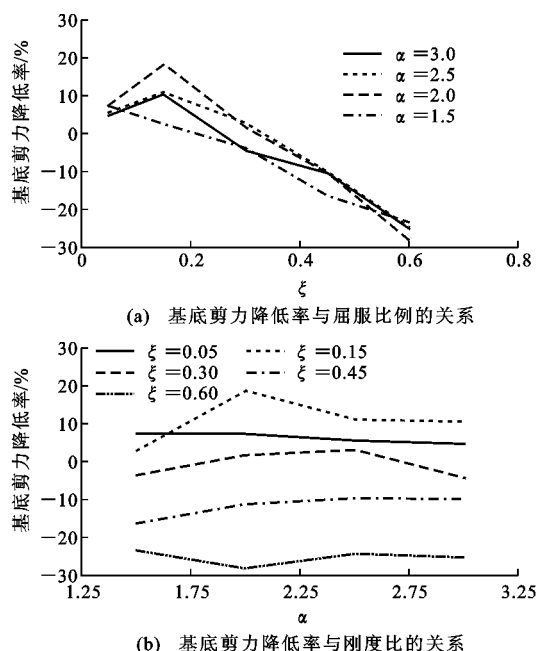 30
20
10
0
−10
−20
−30
基底剪力降低率/%
α＝3.0
α＝2.5
α＝2.0
α＝1.5
0 0.2 0.4 0.6 0.8
ξ
(a) 基底剪力降低率与屈服比例的关系
30
20
10
0
−10
−20
−30
基底剪力降低率/%
ξ＝0.05 ξ＝0.15
ξ＝0.30 ξ＝0.45
ξ＝0.60
1.25 1.75 2.25 2.75 3.25
α
(b) 基底剪力降低率与刚度比的关系